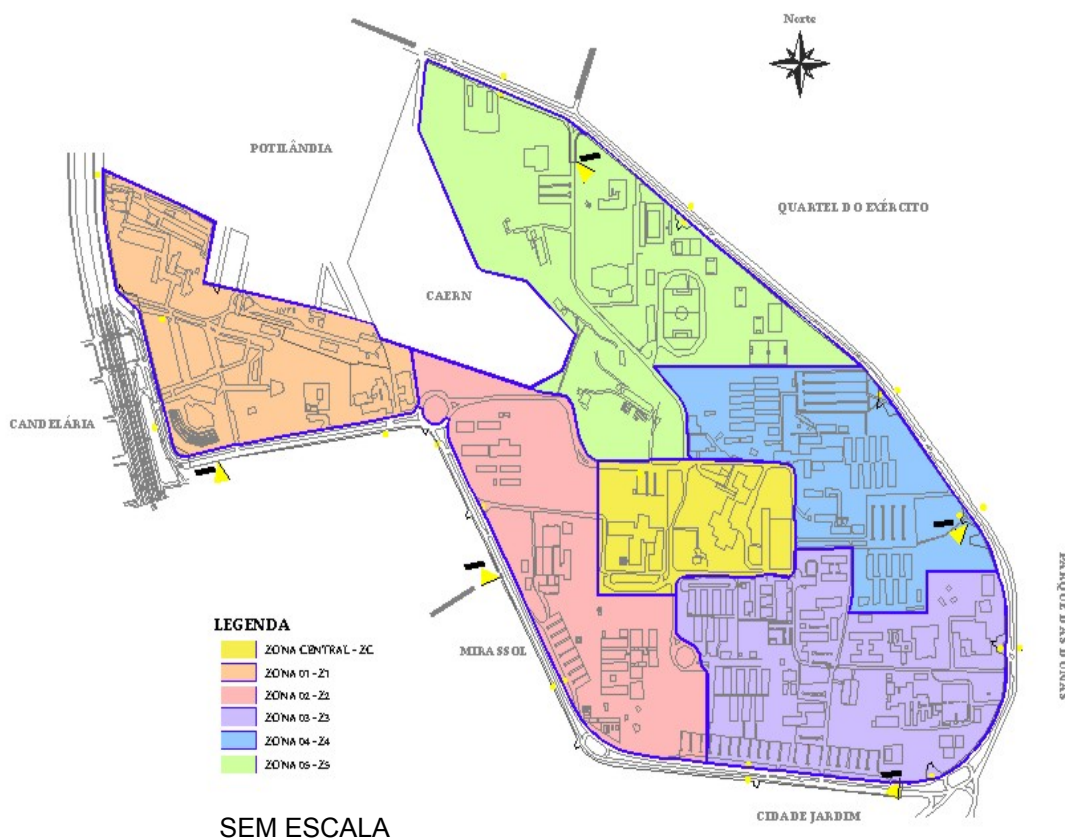 Norte
POTILÂNDIA
QUARTEL DO EXÉRCITO
CAERN
CANDELÁRIA
PARQUE DAS DUNAS
MIRASSOL
CIDADE JARDIM
LEGENDA
ZONA CENTRAL - ZC
ZONA 01 - Z1
ZONA 02 - Z2
ZONA 03 - Z3
ZONA 04 - Z4
ZONA 05 - Z5
SEM ESCALA